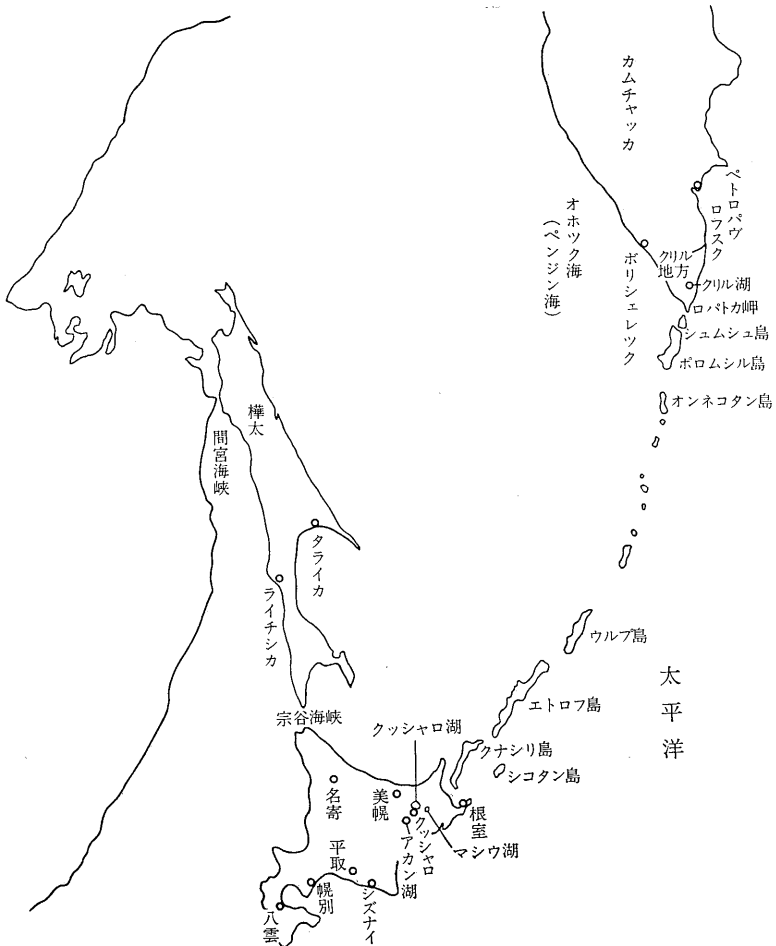 カムチャッカ
ペトロパヴ
ロフスク
オホツク海
（ペンジン海）
ボリシェレツク
クリル
地方
クリル湖
ロパトカ岬
シュムシュ島
ポロムシル島
オンネコタン島
樺太
間宮海峡
タライカ
ライチシカ
ウルプ島
太平洋
エトロフ島
宗谷海峡
クッシャロ湖
クナシリ島
シコタン島
名寄
美幌
根室
クッシャロ
マシウ湖
アカン湖
平取
幌別
シズナイ
八雲